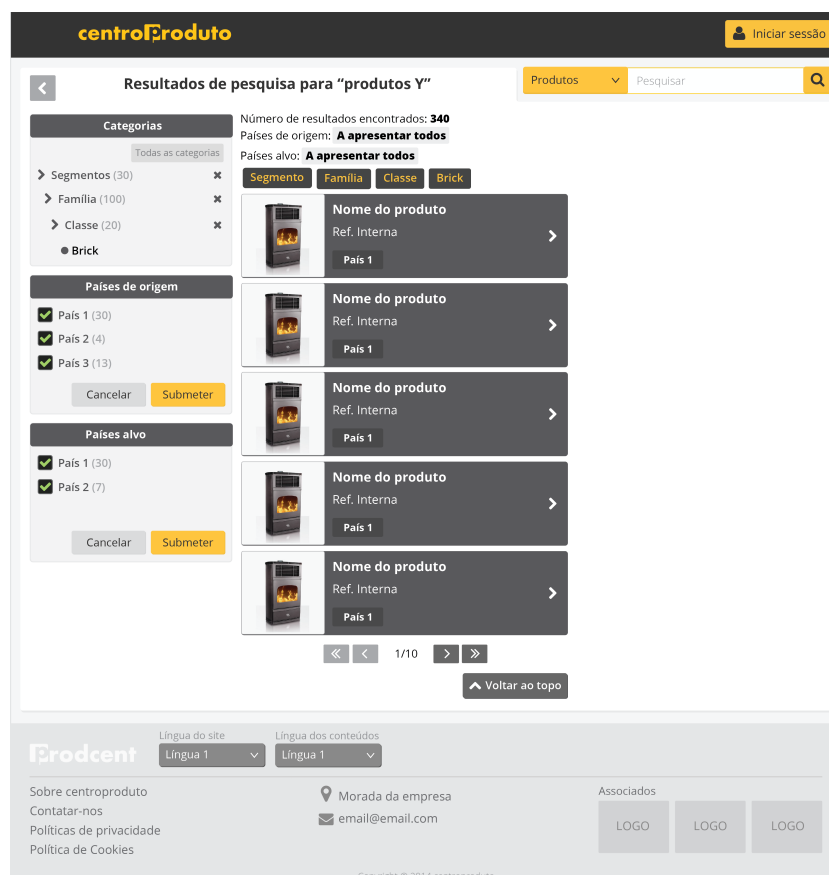 centroProduto
Iniciar sessão
Resultados de pesquisa para “produtos Y”
Produtos
Pesquisar
Categorias
Todas as categorias
Segmentos (30)
Família (100)
Classe (20)
Brick
Países de origem
País 1 (30)
País 2 (4)
País 3 (13)
Cancelar
Submeter
Países alvo
País 1 (30)
País 2 (7)
Cancelar
Submeter
Número de resultados encontrados: 340
Países de origem: A apresentar todos
Países alvo: A apresentar todos
Segmento
Família
Classe
Brick
Nome do produto
Ref. Interna
País 1
Nome do produto
Ref. Interna
País 1
Nome do produto
Ref. Interna
País 1
Nome do produto
Ref. Interna
País 1
Nome do produto
Ref. Interna
País 1
1/10
Voltar ao topo
Prodcent
Língua do site
Língua 1
Língua dos conteúdos
Língua 1
Sobre centroproduto
Contatar-nos
Políticas de privacidade
Política de Cookies
Morada da empresa
email@email.com
Associados
LOGO
LOGO
LOGO